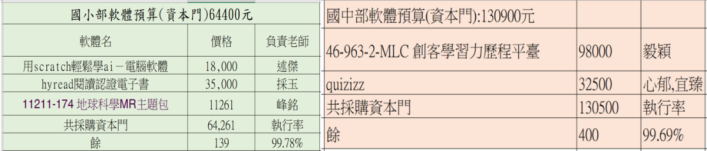 國小部軟體預算(資本門)64400元
軟體名 價格 負責老師
用scratch輕鬆學ai－電腦軟體 18,000 述傑
hyread閱讀認證電子書 35,000 採玉
11211-174 地球科學MR主題包 11261 峰銘
共採購資本門 64,261 執行率
餘 139 99.78%
國中部軟體預算(資本門):130900元
46-963-2-MLC 創客學習力歷程平臺 98000 毅穎
quizizz 32500 心郁,宜臻
共採購資本門 130500 執行率
餘 400 99.69%